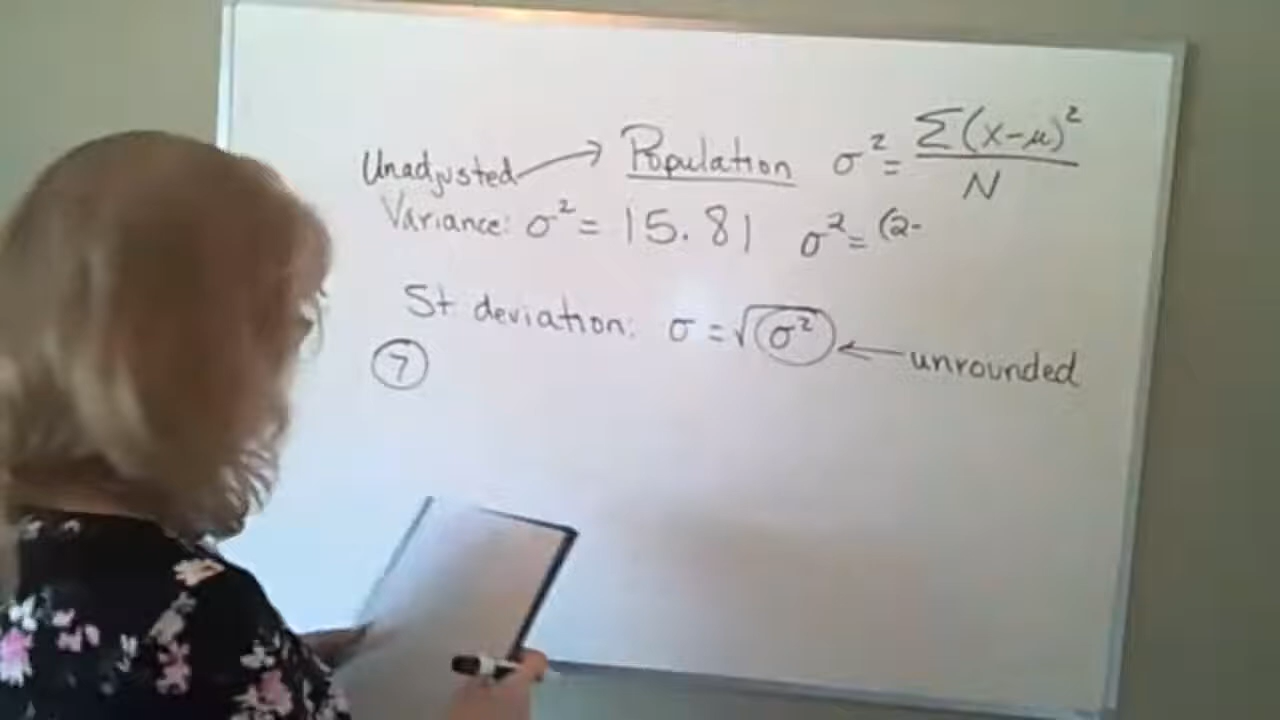 Unadjusted → Population σ² = Σ(x-μ)² / N
Variance: σ² = 15.81 σ² = (2-
St deviation: σ = √σ² ← unrounded
7